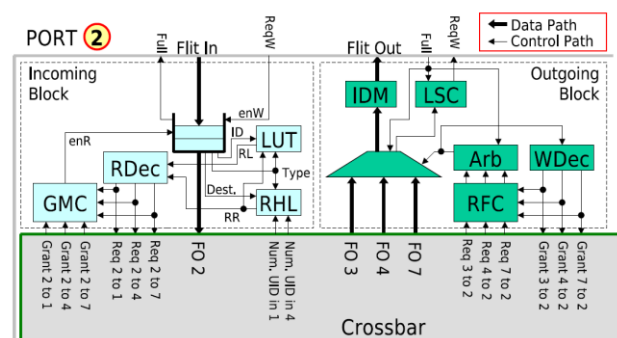 PORT 2
Full
Flit In
ReqW
Flit Out
Full
ReqW
Data Path
Control Path
Incoming
Block
Outgoing
Block
enR
enW
ID
RL
LUT
RDec
Type
Dest.
RR
RHL
GMC
IDM
LSC
Arb
WDec
RFC
Grant 2 to 1
Grant 2 to 4
Grant 2 to 7
Req 2 to 1
Req 2 to 4
Req 2 to 7
FO 2
Num. UID in 1
Num. UID in 4
FO 3
FO 4
FO 7
Req 3 to 2
Req 4 to 2
Req 7 to 2
Grant 3 to 2
Grant 4 to 2
Grant 7 to 2
Crossbar